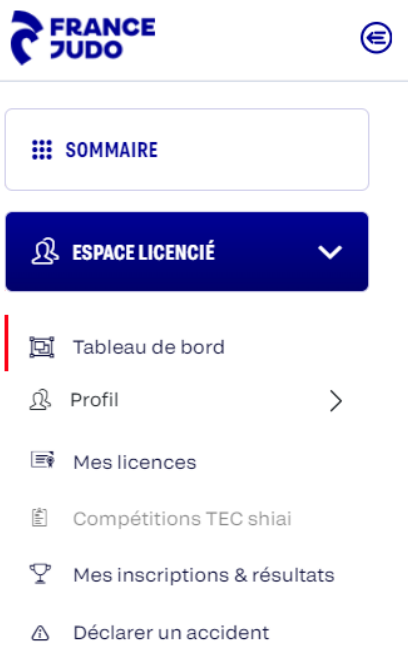 FRANCE
JUDO
SOMMAIRE
ESPACE LICENCIÉ
Tableau de bord
Profil
Mes licences
Compétitions TEC shiai
Mes inscriptions & résultats
Déclarer un accident